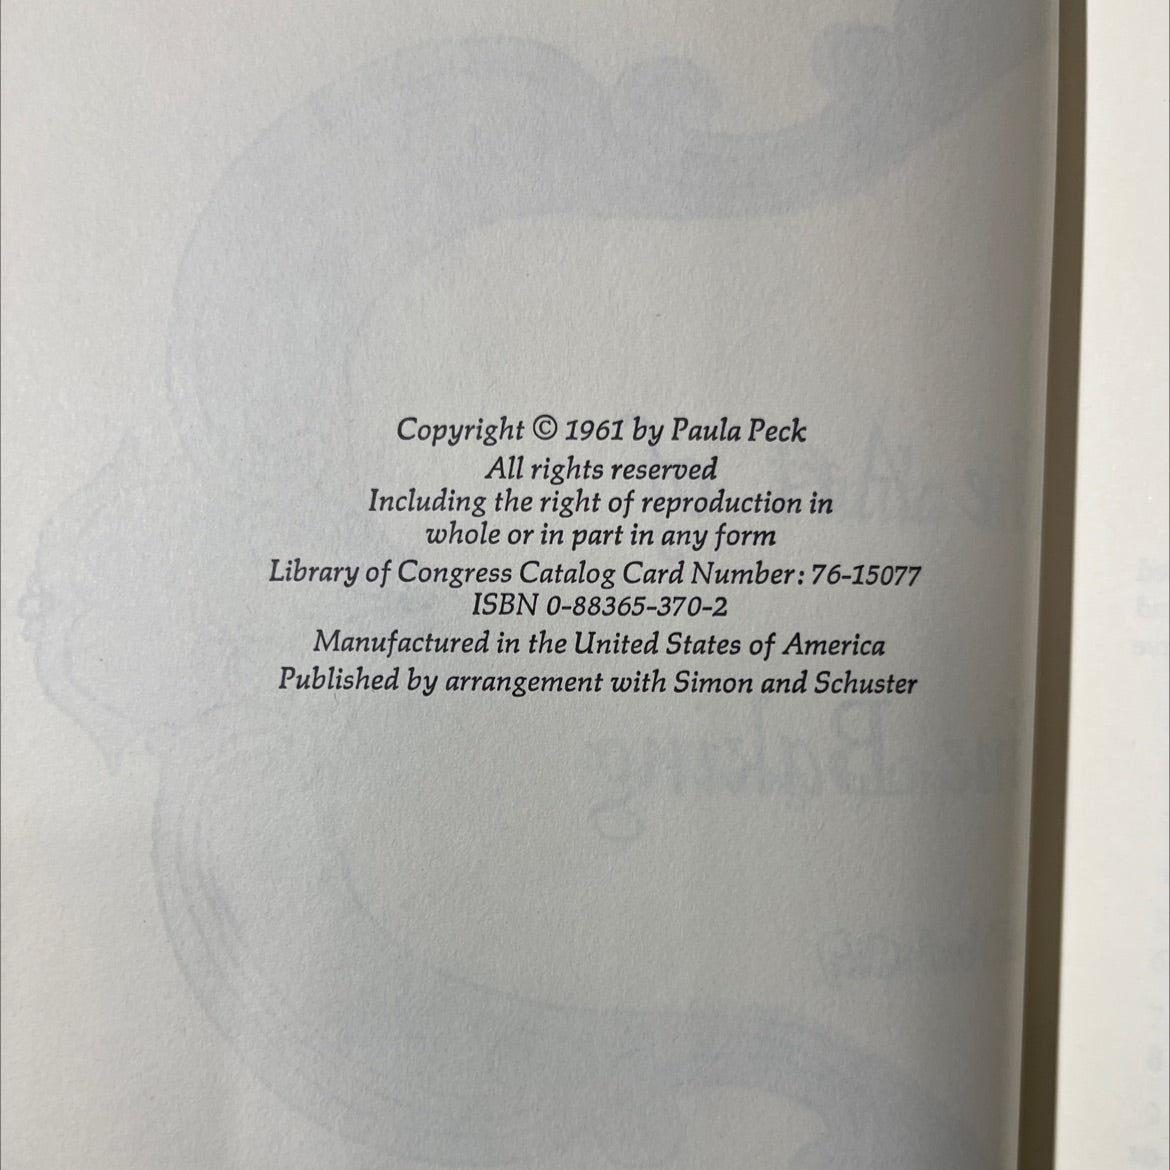 Copyright © 1961 by Paula Peck
All rights reserved
Including the right of reproduction in
whole or in part in any form
Library of Congress Catalog Card Number: 76-15077
ISBN 0-88365-370-2
Manufactured in the United States of America
Published by arrangement with Simon and Schuster
Baking